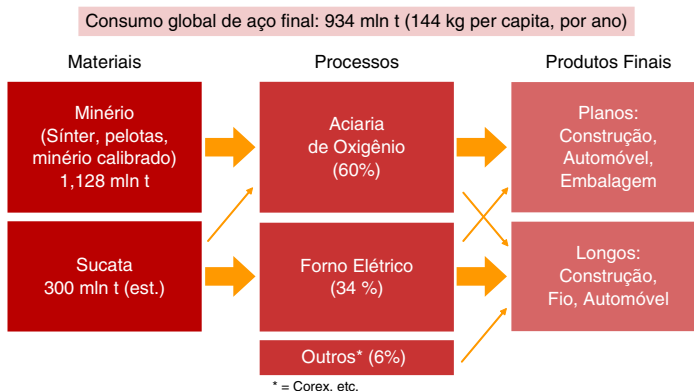 Consumo global de aço final: 934 mln t (144 kg per capita, por ano)
Materiais
Processos
Produtos Finais
Minério
(Sínter, pelotas,
minério calibrado)
1,128 mln t
Aciaria
de Oxigênio
(60%)
Planos:
Construção,
Automóvel,
Embalagem
Sucata
300 mln t (est.)
Forno Elétrico
(34 %)
Longos:
Construção,
Fio, Automóvel
Outros* (6%)
* = Corex, etc.